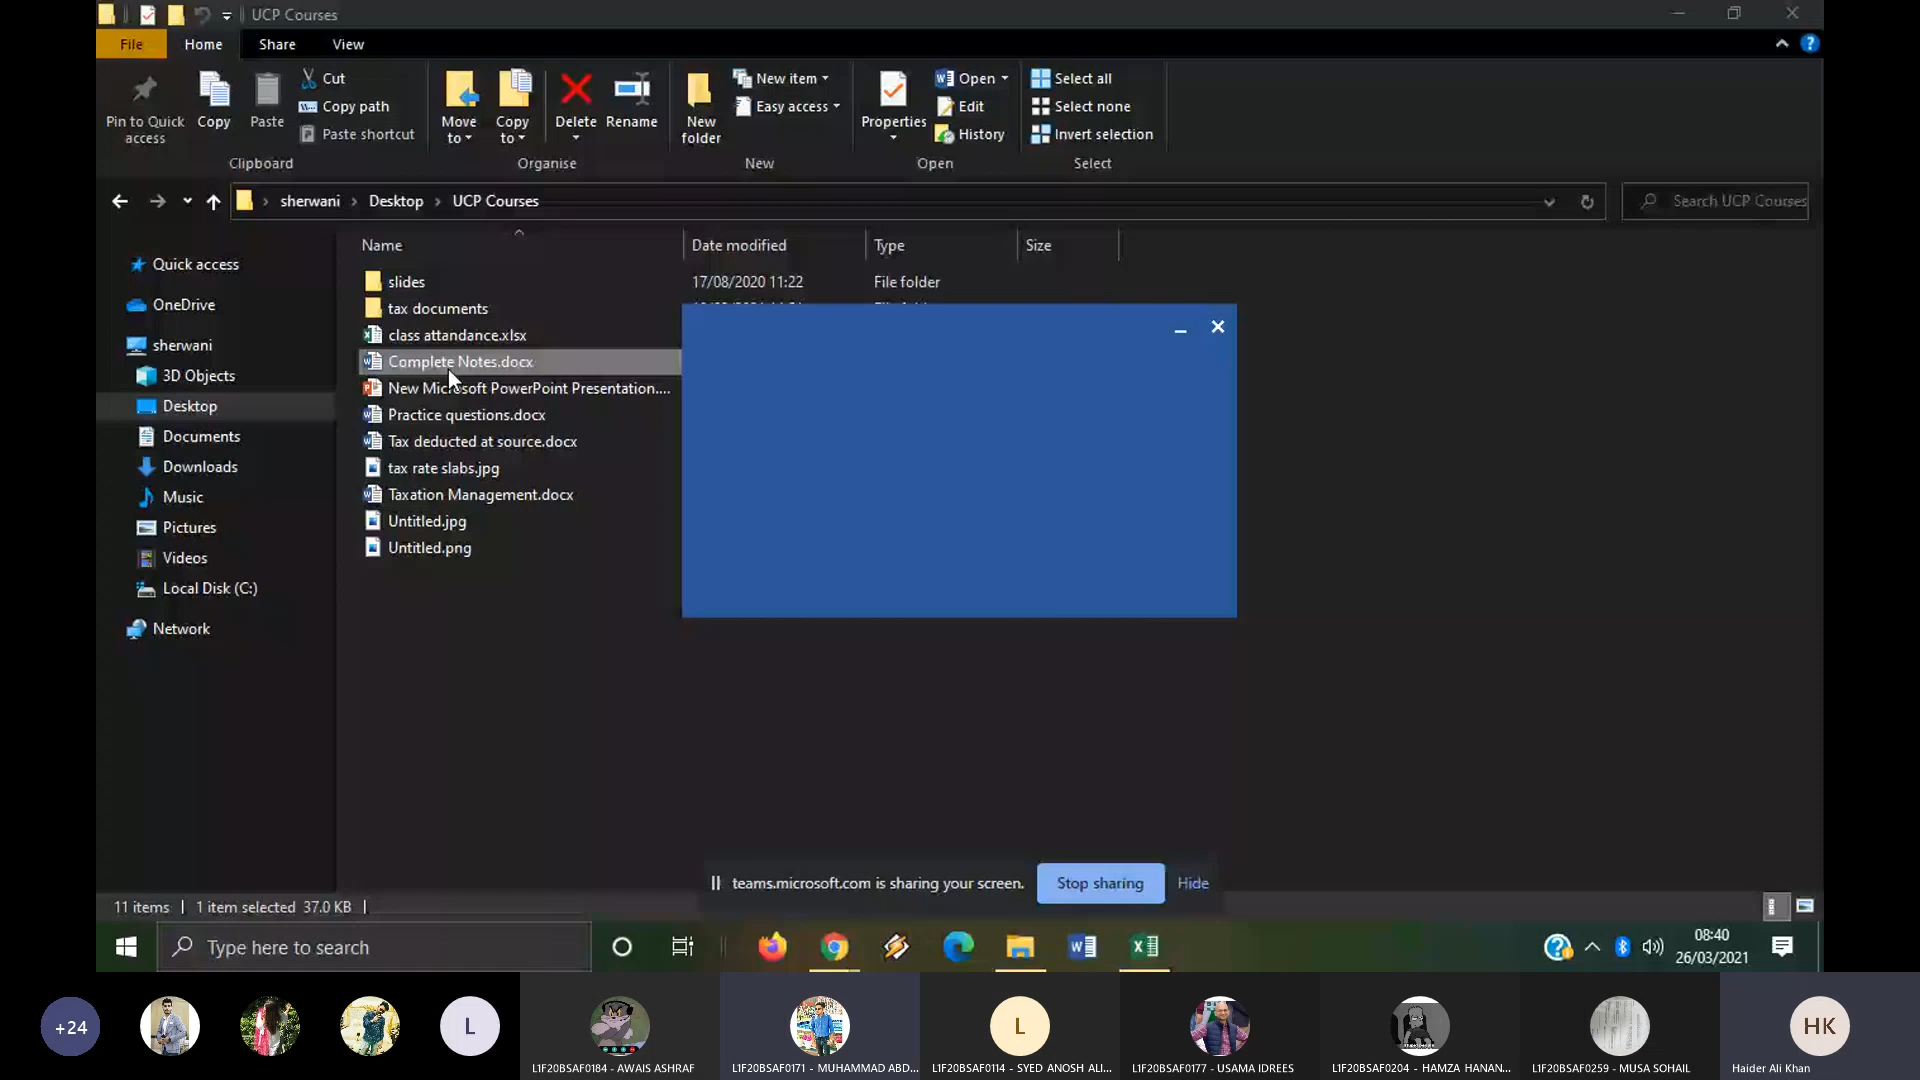 UCP Courses
File Home Share View
Pin to Quick access
Copy
Paste
Cut
Copy path
Paste shortcut
Clipboard
Move to
Copy to
Delete
Rename
Organise
New folder
New item
Easy access
New
Properties
Open
Edit
History
Open
Select all
Select none
Invert selection
Select
sherwani > Desktop > UCP Courses
Search UCP Courses
Name Date modified Type Size
Quick access
OneDrive
sherwani
3D Objects
Desktop
Documents
Downloads
Music
Pictures
Videos
Local Disk (C:)
Network
slides 17/08/2020 11:22 File folder
tax documents
class attandance.xlsx
Complete Notes.docx
New Microsoft PowerPoint Presentation....
Practice questions.docx
Tax deducted at source.docx
tax rate slabs.jpg
Taxation Management.docx
Untitled.jpg
Untitled.png
teams.microsoft.com is sharing your screen. Stop sharing Hide
11 items 1 item selected 37.0 KB
Type here to search
08:40
26/03/2021
+24
L
L
HK
L1F20BSAF0184 - AWAIS ASHRAF
L1F20BSAF0171 - MUHAMMAD ABD...
L1F20BSAF0114 - SYED ANOSH ALI...
L1F20BSAF0177 - USAMA IDREES
L1F20BSAF0204 - HAMZA HANAN...
L1F20BSAF0259 - MUSA SOHAIL
Haider Ali Khan